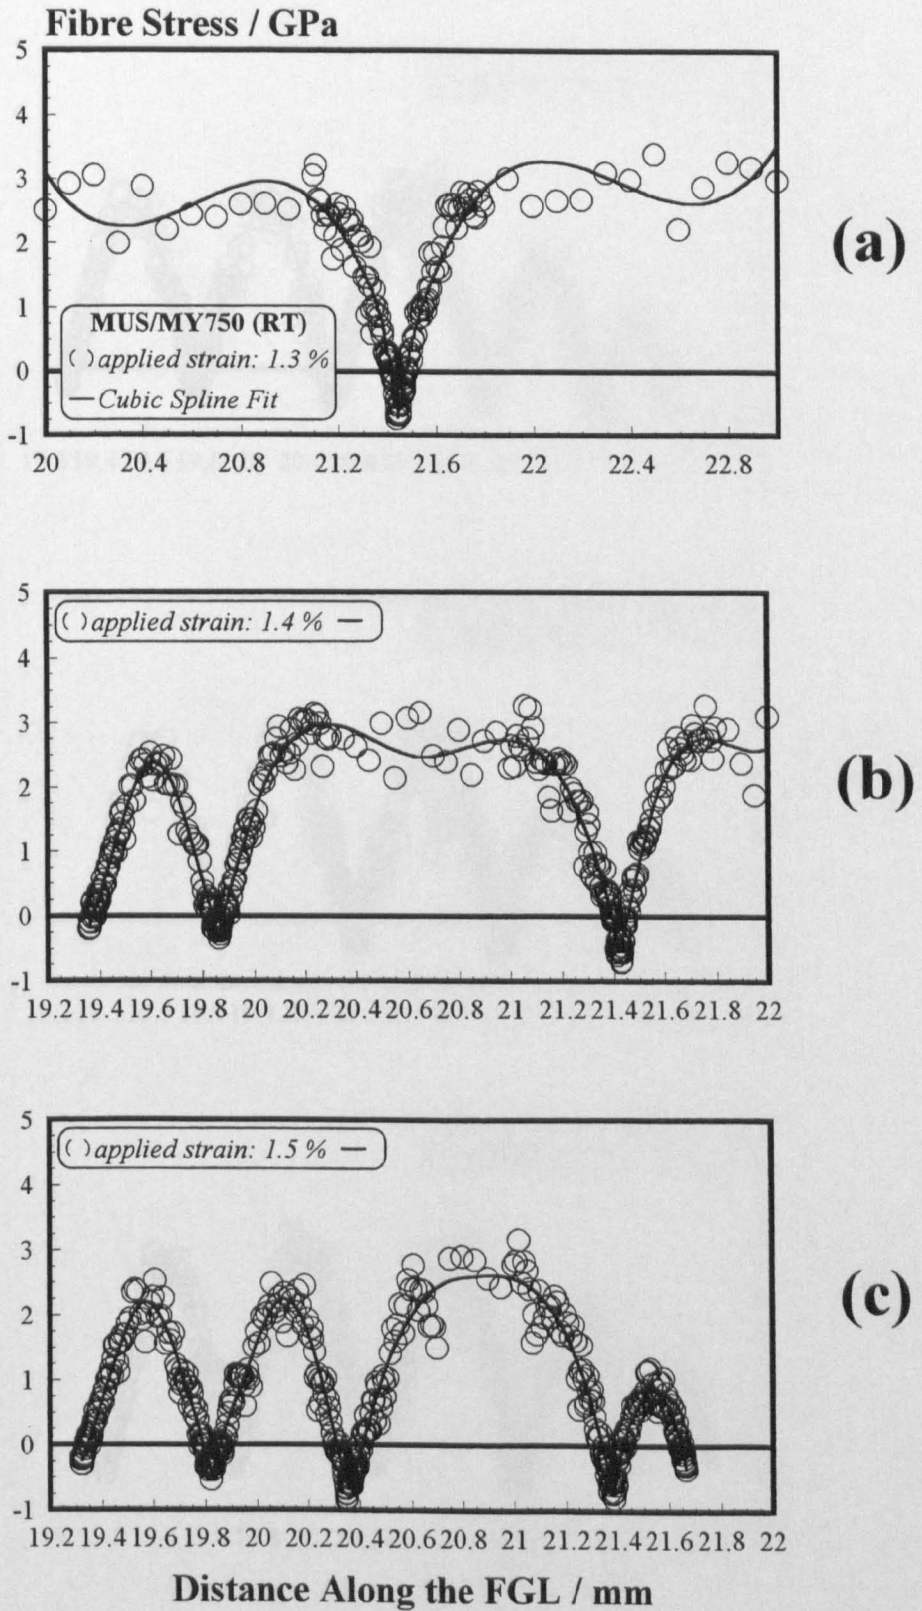 Fibre Stress / GPa
5
4
3
2
1
0
-1
MUS/MY750 (RT)
( ) applied strain: 1.3 %
— Cubic Spline Fit
20 20.4 20.8 21.2 21.6 22 22.4 22.8
(a)
5
4
3
2
1
0
-1
( ) applied strain: 1.4 % —
19.2 19.4 19.6 19.8 20 20.2 20.4 20.6 20.8 21 21.2 21.4 21.6 21.8 22
(b)
5
4
3
2
1
0
-1
( ) applied strain: 1.5 % —
19.2 19.4 19.6 19.8 20 20.2 20.4 20.6 20.8 21 21.2 21.4 21.6 21.8 22
(c)
Distance Along the FGL / mm